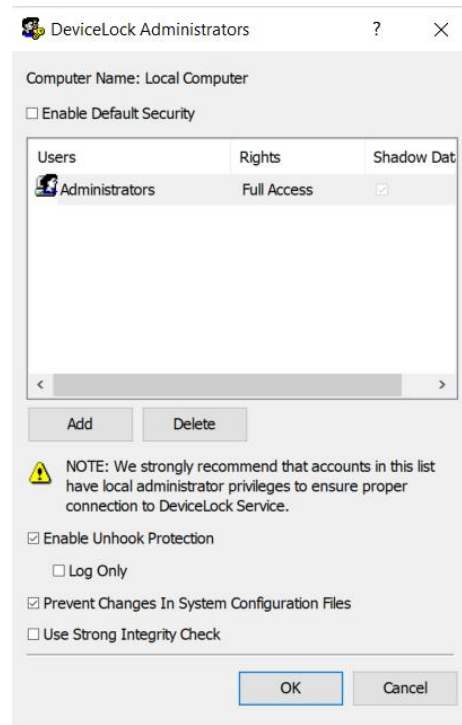 DeviceLock Administrators ?
Computer Name: Local Computer
Enable Default Security
Users Rights Shadow Dat
Administrators Full Access
Add Delete
NOTE: We strongly recommend that accounts in this list
have local administrator privileges to ensure proper
connection to DeviceLock Service.
Enable Unhook Protection
Log Only
Prevent Changes In System Configuration Files
Use Strong Integrity Check
OK Cancel